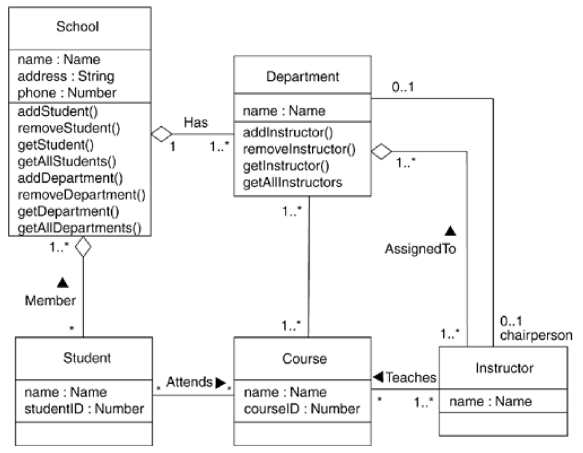 School
name : Name
address : String
phone : Number
addStudent()
removeStudent()
getStudent()
getAllStudents()
addDepartment()
removeDepartment()
getDepartment()
getAllDepartments()
Has
1
1..*
Department
name : Name
addInstructor()
removeInstructor()
getInstructor()
getAllInstructors
0..1
1..*
1..*
AssignedTo
1..*
Member
*
1..*
1..*
0..1
chairperson
Student
name : Name
studentID : Number
*
Attends
*
Course
name : Name
courseID : Number
Teaches
*
1..*
Instructor
name : Name